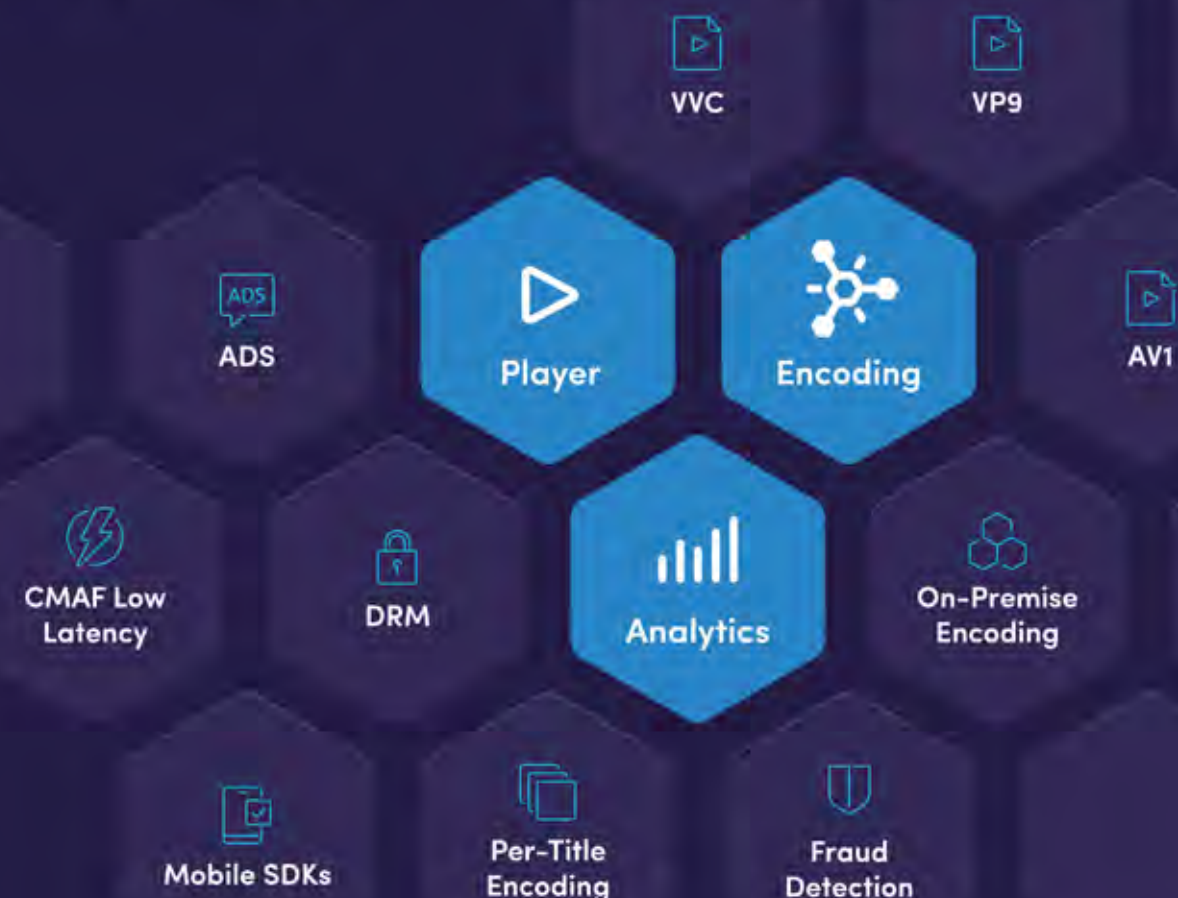 VVC
VP9
ADS
ADS
Player
Encoding
AV1
CMAF Low
Latency
DRM
Analytics
On-Premise
Encoding
Mobile SDKs
Per-Title
Encoding
Fraud
Detection